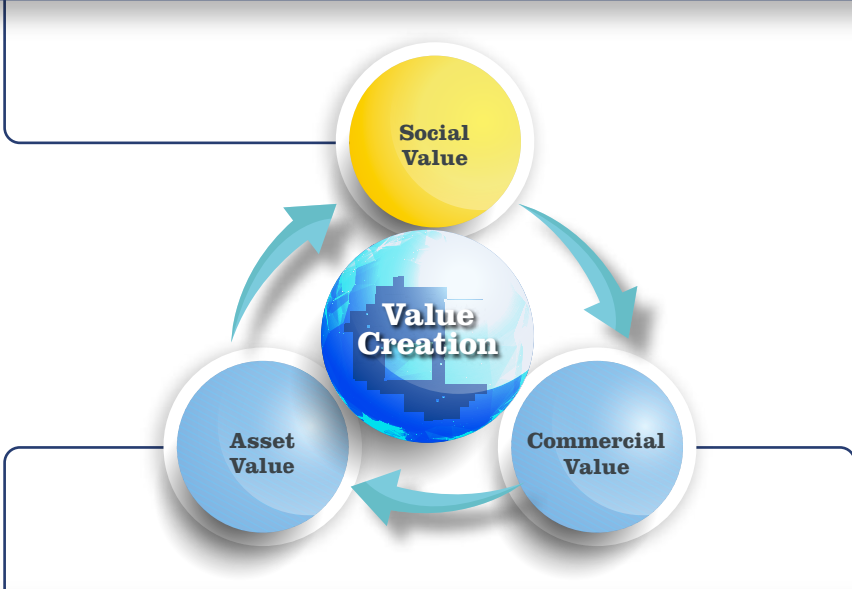 Social
Value
Value
Creation
Asset
Value
Commercial
Value